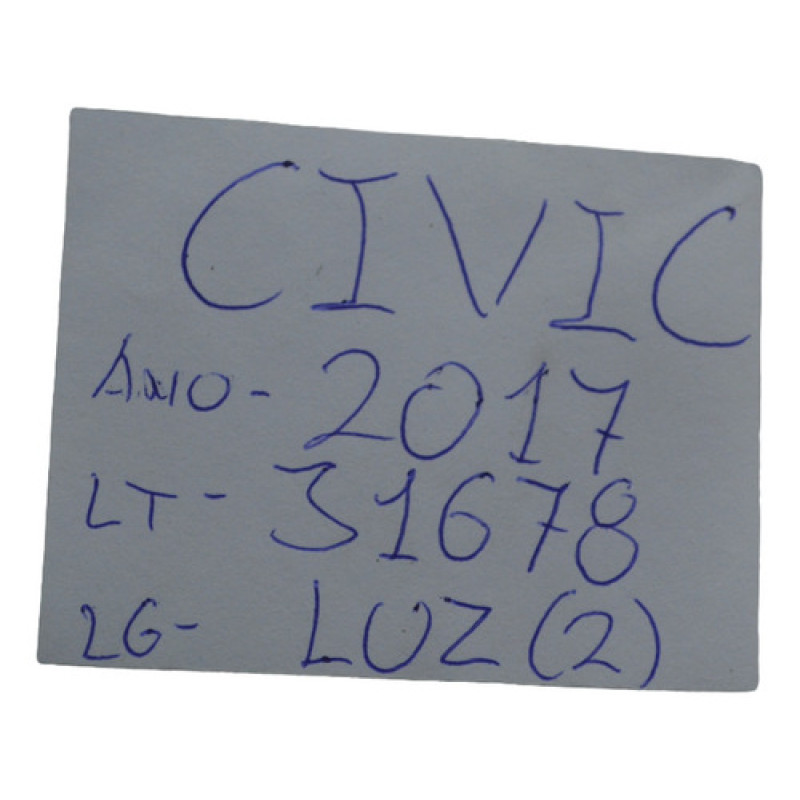 CIVIC
ANO - 2017
LT - 31678
LG - LUZ (2)